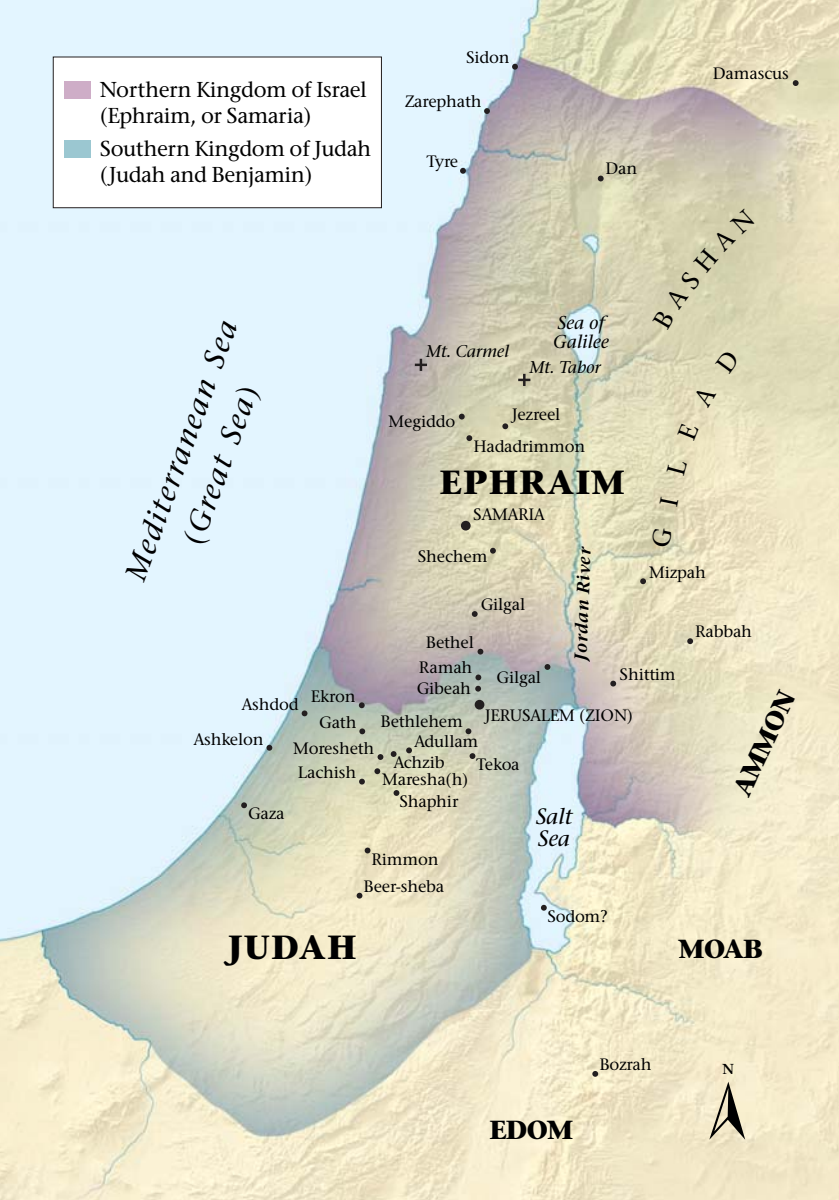 Northern Kingdom of Israel
(Ephraim, or Samaria)
Southern Kingdom of Judah
(Judah and Benjamin)
Sidon
Damascus
Zarephath
Tyre
Dan
BASHAN
Mediterranean Sea
(Great Sea)
Sea of
Galilee
Mt. Carmel
Mt. Tabor
GILEAD
Megiddo
Jezreel
Hadadrimmon
EPHRAIM
SAMARIA
Shechem
Jordan River
Mizpah
Gilgal
Rabbah
Bethel
Ramah
Gilgal
Shittim
Gibeah
Ekron
Ashdod
JERUSALEM (ZION)
Gath
Bethlehem
AMMON
Ashkelon
Adullam
Moresheth
Achzib
Tekoa
Lachish
Maresha(h)
Shaphir
Gaza
Salt
Sea
Rimmon
Beer-sheba
Sodom?
JUDAH
MOAB
Bozrah
N
EDOM